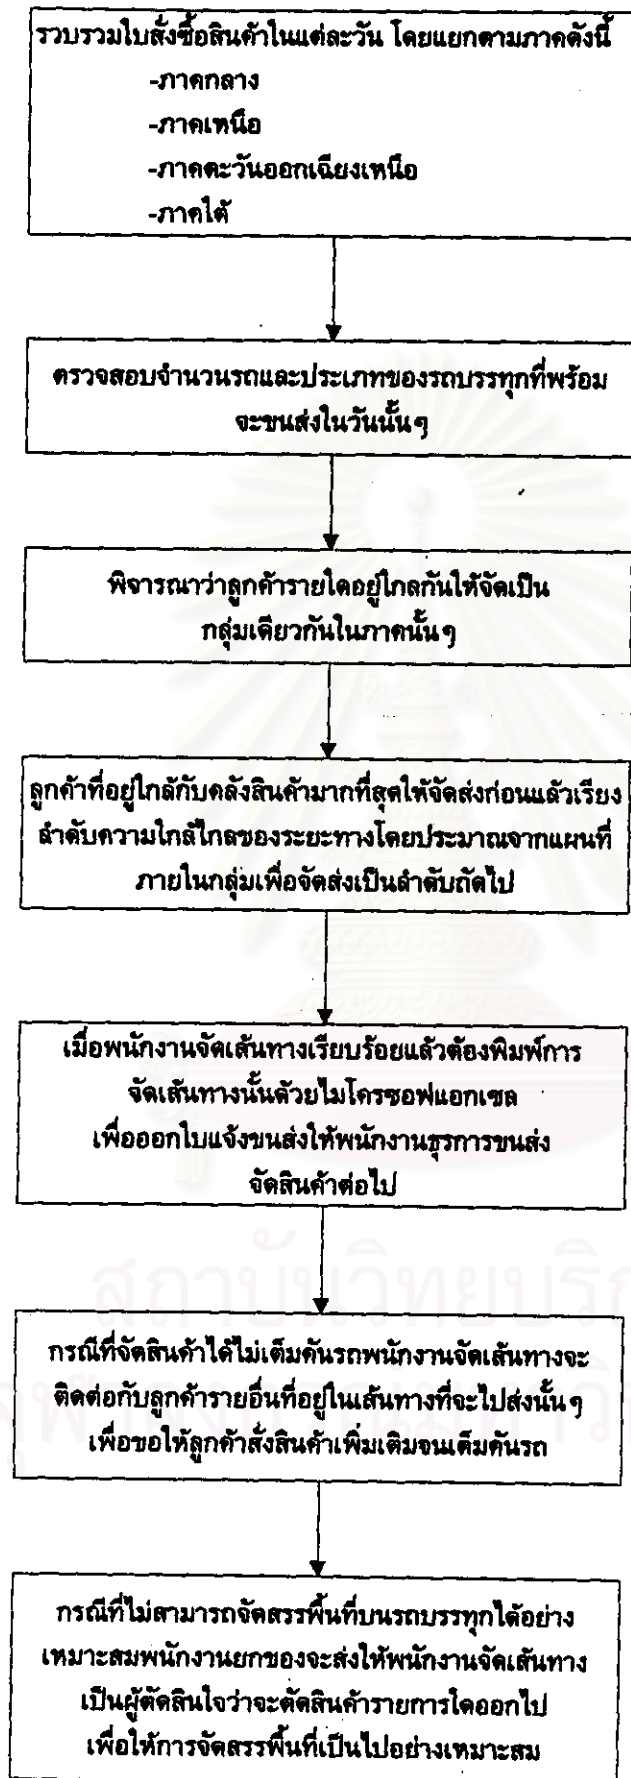 รวบรวมใบสั่งซื้อสินค้าในแต่ละวัน โดยแยกตามภาคดังนี้
-ภาคกลาง
-ภาคเหนือ
-ภาคตะวันออกเฉียงเหนือ
-ภาคใต้
ตรวจสอบจำนวนรถและประเภทของรถบรรทุกที่พร้อม
จะขนส่งในวันนั้นๆ
พิจารณาว่าลูกค้ารายใดอยู่ใกลกันให้จัดเป็น
กลุ่มเดียวกันในภาคนั้นๆ
ลูกค้าที่อยู่ใกล้กับคลังสินค้ามากที่สุดให้จัดส่งก่อนแล้วเรียง
ลำดับความใกล้ไกลของระยะทางโดยประมาณจากแผนที่
ภายในกลุ่มเพื่อจัดส่งเป็นลำดับถัดไป
เมื่อพนักงานจัดเส้นทางเรียบร้อยแล้วต้องพิมพ์การ
จัดเส้นทางนั้นด้วยไมโครซอฟแอกเซล
เพื่อออกใบแจ้งขนส่งให้พนักงานธุรการขนส่ง
จัดสินค้าต่อไป
กรณีที่จัดสินค้าได้ไม่เต็มคันรถพนักงานจัดเส้นทางจะ
ติดต่อกับลูกค้ารายอื่นที่อยู่ในเส้นทางที่จะไปส่งนั้นๆ
เพื่อขอให้ลูกค้าสั่งสินค้าเพิ่มเติมจนเต็มคันรถ
กรณีที่ไม่สามารถจัดสรรพื้นที่บนรถบรรทุกได้อย่าง
เหมาะสมพนักงานยกของจะส่งให้พนักงานจัดเส้นทาง
เป็นผู้ตัดสินใจว่าจะตัดสินค้ารายการใดออกไป
เพื่อให้การจัดสรรพื้นที่เป็นไปอย่างเหมาะสม
สถาบันวิทยบริก